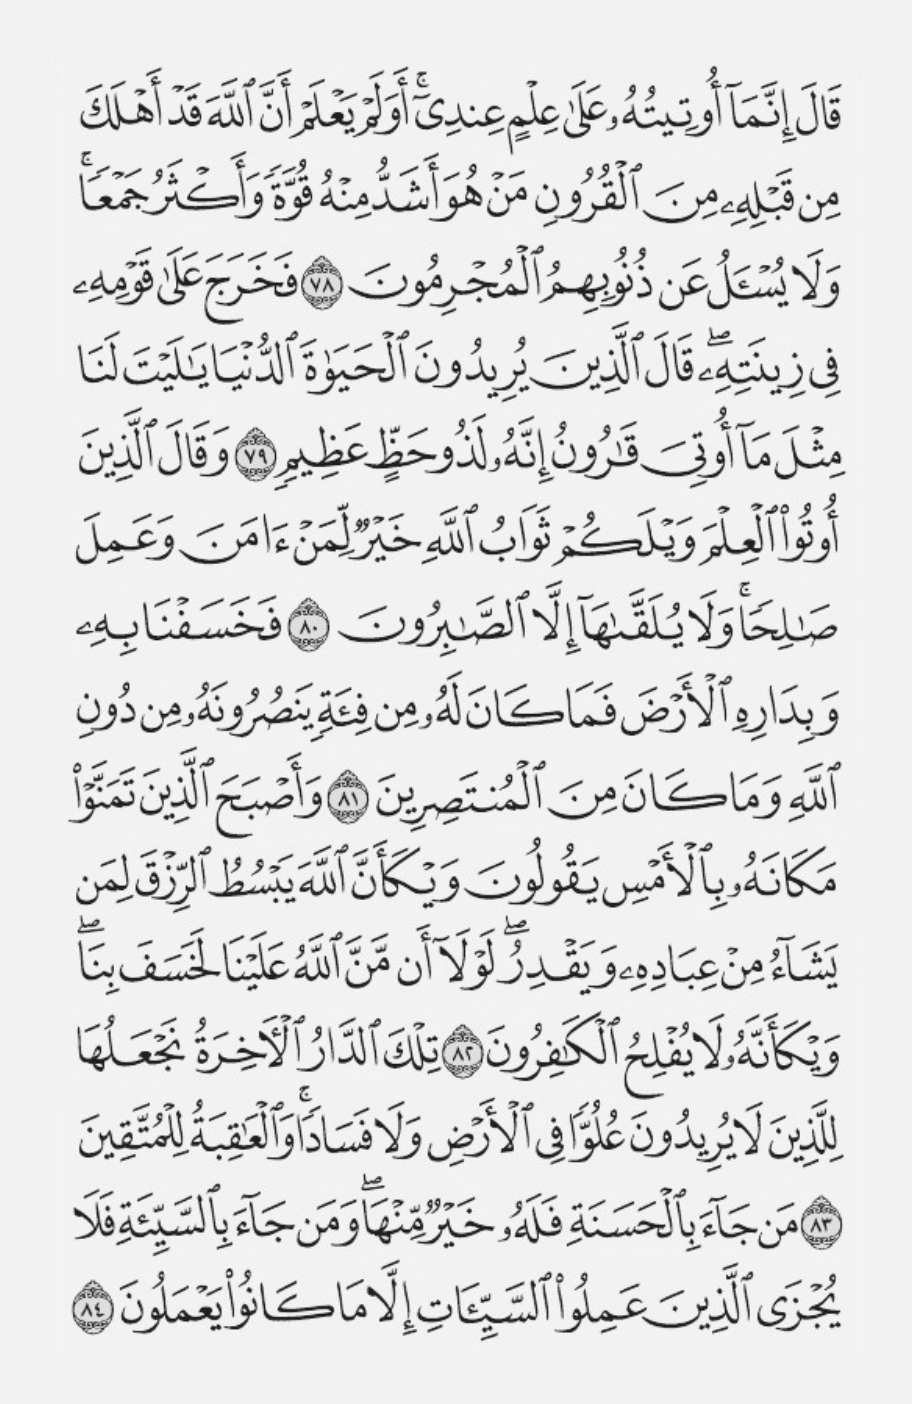 قَالَ إِنَّمَآ أُوتِيتُهُۥ عَلَىٰ عِلْمٍ عِندِىٓ ۚ أَوَلَمْ يَعْلَمْ أَنَّ ٱللَّهَ قَدْ أَهْلَكَ
مِن قَبْلِهِۦ مِنَ ٱلْقُرُونِ مَنْ هُوَ أَشَدُّ مِنْهُ قُوَّةً وَأَكْثَرُ جَمْعًا ۚ
وَلَا يُسْـَٔلُ عَن ذُنُوبِهِمُ ٱلْمُجْرِمُونَ ٧٨ فَخَرَجَ عَلَىٰ قَوْمِهِۦ
فِى زِينَتِهِۦ ۖ قَالَ ٱلَّذِينَ يُرِيدُونَ ٱلْحَيَوٰةَ ٱلدُّنْيَا يَـٰلَيْتَ لَنَا
مِثْلَ مَآ أُوتِىَ قَـٰرُونُ إِنَّهُۥ لَذُو حَظٍّ عَظِيمٍ ٧٩ وَقَالَ ٱلَّذِينَ
أُوتُوا۟ ٱلْعِلْمَ وَيْلَكُمْ ثَوَابُ ٱللَّهِ خَيْرٌ لِّمَنْ ءَامَنَ وَعَمِلَ
صَـٰلِحًا ۚ وَلَا يُلَقَّىٰهَآ إِلَّا ٱلصَّـٰبِرُونَ ٨٠ فَخَسَفْنَا بِهِۦ
وَبِدَارِهِ ٱلْأَرْضَ فَمَا كَانَ لَهُۥ مِن فِئَةٍ يَنصُرُونَهُۥ مِن دُونِ
ٱللَّهِ وَمَا كَانَ مِنَ ٱلْمُنتَصِرِينَ ٨١ وَأَصْبَحَ ٱلَّذِينَ تَمَنَّوْا۟
مَكَانَهُۥ بِٱلْأَمْسِ يَقُولُونَ وَيْكَأَنَّ ٱللَّهَ يَبْسُطُ ٱلرِّزْقَ لِمَن
يَشَآءُ مِنْ عِبَادِهِۦ وَيَقْدِرُ ۖ لَوْلَآ أَن مَّنَّ ٱللَّهُ عَلَيْنَا لَخَسَفَ بِنَا ۖ
وَيْكَأَنَّهُۥ لَا يُفْلِحُ ٱلْكَـٰفِرُونَ ٨٢ تِلْكَ ٱلدَّارُ ٱلْـَٔاخِرَةُ نَجْعَلُهَا
لِلَّذِينَ لَا يُرِيدُونَ عُلُوًّا فِى ٱلْأَرْضِ وَلَا فَسَادًا ۚ وَٱلْعَـٰقِبَةُ لِلْمُتَّقِينَ
٨٣ مَن جَآءَ بِٱلْحَسَنَةِ فَلَهُۥ خَيْرٌ مِّنْهَا ۖ وَمَن جَآءَ بِٱلسَّيِّئَةِ فَلَا
يُجْزَى ٱلَّذِينَ عَمِلُوا۟ ٱلسَّيِّـَٔاتِ إِلَّا مَا كَانُوا۟ يَعْمَلُونَ ٨٤